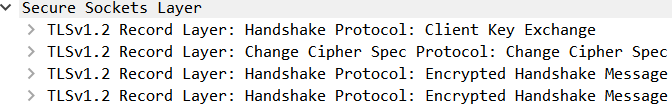 Secure Sockets Layer
TLSv1.2 Record Layer: Handshake Protocol: Client Key Exchange
TLSv1.2 Record Layer: Change Cipher Spec Protocol: Change Cipher Spec
TLSv1.2 Record Layer: Handshake Protocol: Encrypted Handshake Message
TLSv1.2 Record Layer: Handshake Protocol: Encrypted Handshake Message